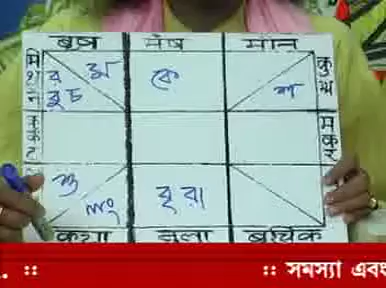 বৃষ মেষ মীন
মিথুন
র ম
বু চ
কে
শ
কুম্ভ
কর্কট
মকর
শু
লং
বৃ রা
কন্যা তুলা বৃশ্চিক
:: :: সমস্যা এবং